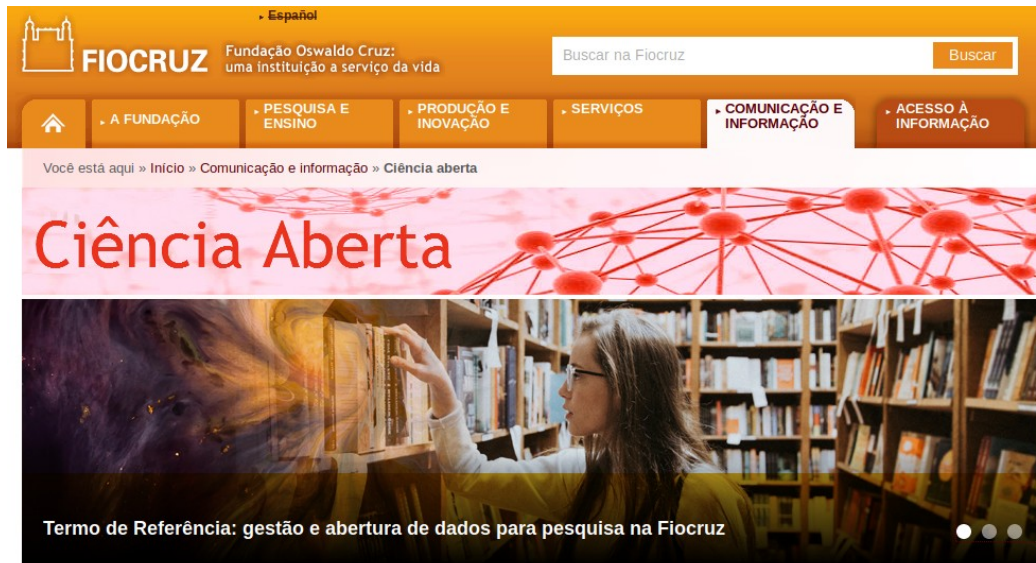 Español
FIOCRUZ
Fundação Oswaldo Cruz:
uma instituição a serviço da vida
Buscar na Fiocruz
Buscar
A FUNDAÇÃO
PESQUISA E
ENSINO
PRODUÇÃO E
INOVAÇÃO
SERVIÇOS
COMUNICAÇÃO E
INFORMAÇÃO
ACESSO À
INFORMAÇÃO
Você está aqui » Início » Comunicação e informação » Ciência aberta
Ciência Aberta
Termo de Referência: gestão e abertura de dados para pesquisa na Fiocruz